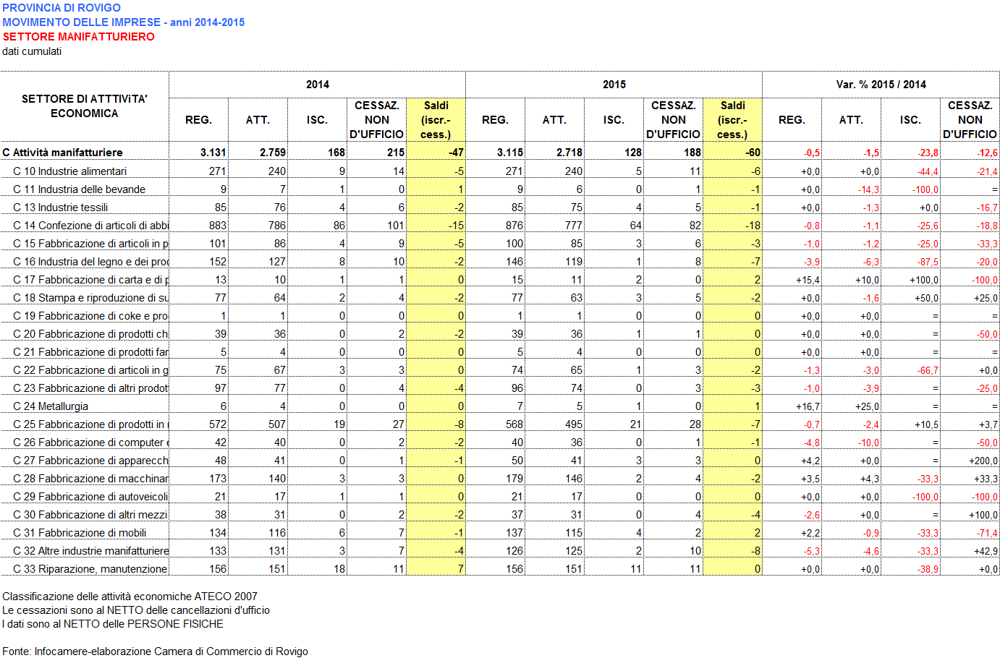 PROVINCIA DI ROVIGO
MOVIMENTO DELLE IMPRESE - anni 2014-2015
SETTORE MANIFATTURIERO
dati cumulati
SETTORE DI ATTTIViTA' ECONOMICA 2014 2015 Var. % 2015 / 2014
REG. ATT. ISC. CESSAZ. NON D'UFFICIO Saldi (iscr.-cess.) REG. ATT. ISC. CESSAZ. NON D'UFFICIO Saldi (iscr.-cess.) REG. ATT. ISC. CESSAZ. NON D'UFFICIO
C Attività manifatturiere 3.131 2.759 168 215 -47 3.115 2.718 128 188 -60 -0,5 -1,5 -23,8 -12,6
C 10 Industrie alimentari 271 240 9 14 -5 271 240 5 11 -6 +0,0 +0,0 -44,4 -21,4
C 11 Industria delle bevande 9 7 1 0 1 9 6 0 1 -1 +0,0 -14,3 -100,0 =
C 13 Industrie tessili 85 76 4 6 -2 85 75 4 5 -1 +0,0 -1,3 +0,0 -16,7
C 14 Confezione di articoli di abbi 883 786 86 101 -15 876 777 64 82 -18 -0,8 -1,1 -25,6 -18,8
C 15 Fabbricazione di articoli in p 101 86 4 9 -5 100 85 3 6 -3 -1,0 -1,2 -25,0 -33,3
C 16 Industria del legno e dei prod 152 127 8 10 -2 146 119 1 8 -7 -3,9 -6,3 -87,5 -20,0
C 17 Fabbricazione di carta e di p 13 10 1 1 0 15 11 2 0 2 +15,4 +10,0 +100,0 -100,0
C 18 Stampa e riproduzione di su 77 64 2 4 -2 77 63 3 5 -2 +0,0 -1,6 +50,0 +25,0
C 19 Fabbricazione di coke e pro 1 1 0 0 0 1 1 0 0 0 +0,0 +0,0 = =
C 20 Fabbricazione di prodotti chi 39 36 0 2 -2 39 36 1 1 0 +0,0 +0,0 = -50,0
C 21 Fabbricazione di prodotti far 5 4 0 0 0 5 4 0 0 0 +0,0 +0,0 = =
C 22 Fabbricazione di articoli in g 75 67 3 3 0 74 65 1 3 -2 -1,3 -3,0 -66,7 +0,0
C 23 Fabbricazione di altri prodott 97 77 0 4 -4 96 74 0 3 -3 -1,0 -3,9 = -25,0
C 24 Metallurgia 6 4 0 0 0 7 5 1 0 1 +16,7 +25,0 = =
C 25 Fabbricazione di prodotti in m 572 507 19 27 -8 568 495 21 28 -7 -0,7 -2,4 +10,5 +3,7
C 26 Fabbricazione di computer e 42 40 0 2 -2 40 36 0 1 -1 -4,8 -10,0 = -50,0
C 27 Fabbricazione di apparecch 48 41 0 1 -1 50 41 3 3 0 +4,2 +0,0 = +200,0
C 28 Fabbricazione di macchinar 173 140 3 3 0 179 146 2 4 -2 +3,5 +4,3 -33,3 +33,3
C 29 Fabbricazione di autoveicoli 21 17 1 1 0 21 17 0 0 0 +0,0 +0,0 -100,0 -100,0
C 30 Fabbricazione di altri mezzi 38 31 0 2 -2 37 31 0 4 -4 -2,6 +0,0 = +100,0
C 31 Fabbricazione di mobili 134 116 6 7 -1 137 115 4 2 2 +2,2 -0,9 -33,3 -71,4
C 32 Altre industrie manifatturiere 133 131 3 7 -4 126 125 2 10 -8 -5,3 -4,6 -33,3 +42,9
C 33 Riparazione, manutenzione 156 151 18 11 7 156 151 11 11 0 +0,0 +0,0 -38,9 +0,0
Classificazione delle attività economiche ATECO 2007
Le cessazioni sono al NETTO delle cancellazioni d'ufficio
I dati sono al NETTO delle PERSONE FISICHE
Fonte: Infocamere-elaborazione Camera di Commercio di Rovigo